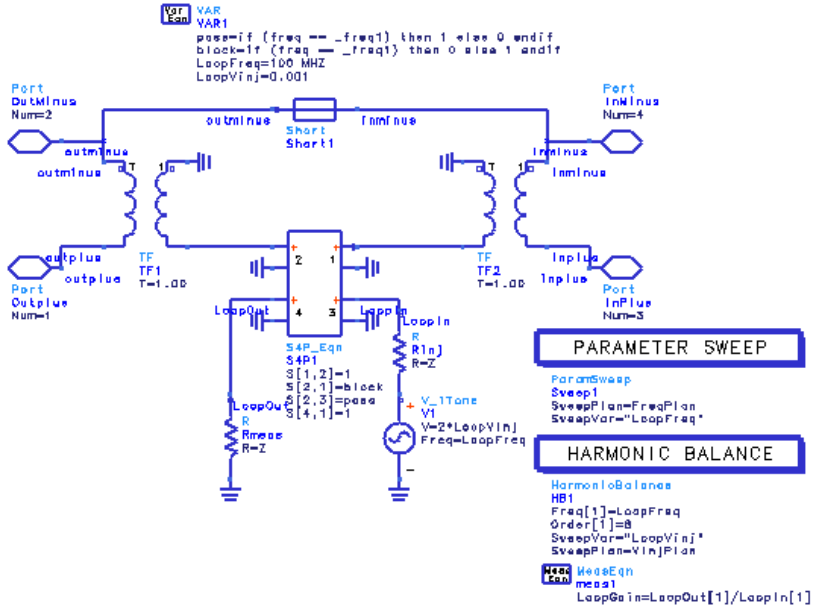 Var
Eqn
VAR
VAR1
pass=if (freq == _freq1) then 1 else 0 endif
block=if (freq == _freq1) then 0 else 1 endif
LoopFreq=100 MHZ
LoopVinj=0.001
Port
OutMinus
Num=2
Port
InMinus
Num=4
outminus
inminus
Short
Short1
outminus
outminus
T
1
T
1
inminus
inminus
outplus
outplus
TF
TF1
T=1.00
TF
TF2
T=1.00
inplus
inplus
Port
Outplus
Num=1
Port
InPlus
Num=3
+
2
+
1
+
4
+
3
LoopOut
LoopIn
LoopIn
S4P_Eqn
S4P1
S[1,2]=1
S[2,1]=block
S[2,3]=pass
S[4,1]=1
R
Rinj
R=Z
LoopOut
R
Rmeas
R=Z
V_1Tone
V1
V=2*LoopVinj
Freq=LoopFreq
+
-
PARAMETER SWEEP
ParamSweep
Sweep1
SweepPlan=FreqPlan
SweepVar="LoopFreq"
HARMONIC BALANCE
HarmonicBalance
HB1
Freq[1]=LoopFreq
Order[1]=8
SweepVar="LoopVinj"
SweepPlan=VinjPlan
Meas
Eqn
MeasEqn
meas1
LoopGain=LoopOut[1]/LoopIn[1]